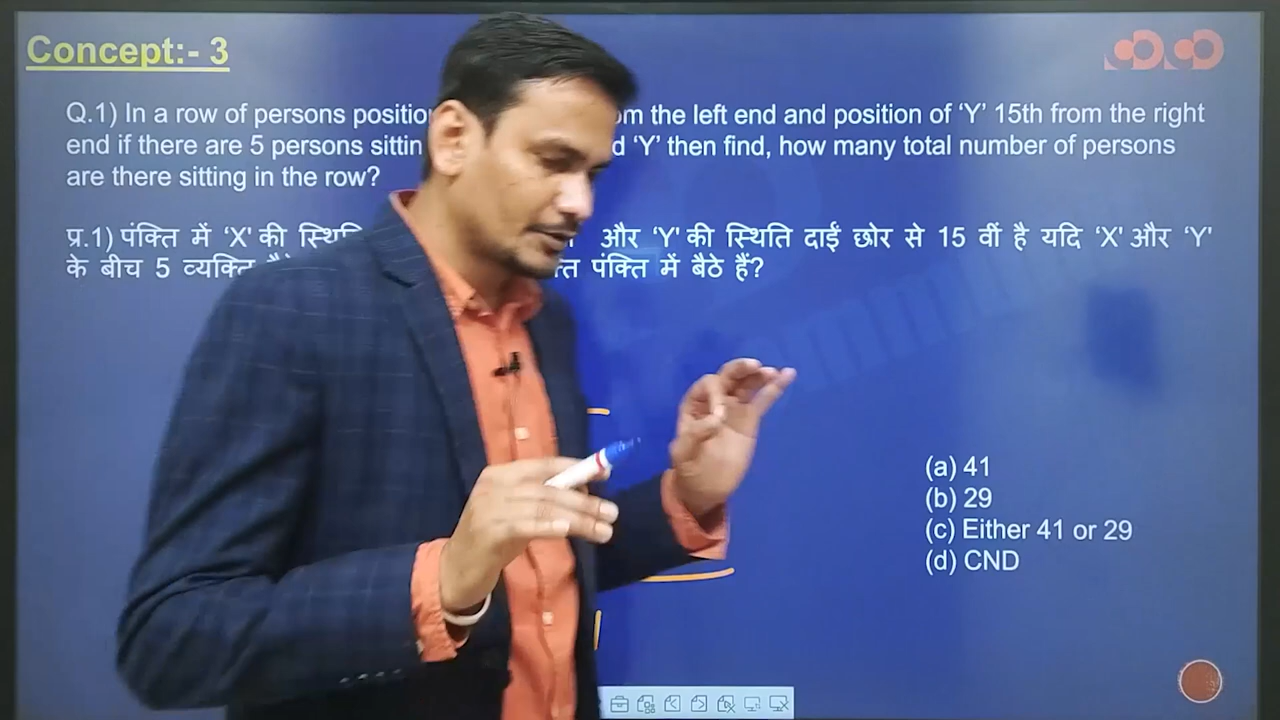 Concept:- 3
Q.1) In a row of persons from the left end and position of ‘Y’ 15th from the right
end if there are 5 persons ‘Y’ then find, how many total number of persons
are there sitting in the row?
प्र.1) पंक्ति में ‘X' की और ‘Y' की स्थिति दाईं छोर से 15 वीं है यदि ‘X' और ‘Y'
के बीच 5 व्यक्ति पंक्ति में बैठे हैं?
(a) 41
(b) 29
(c) Either 41 or 29
(d) CND